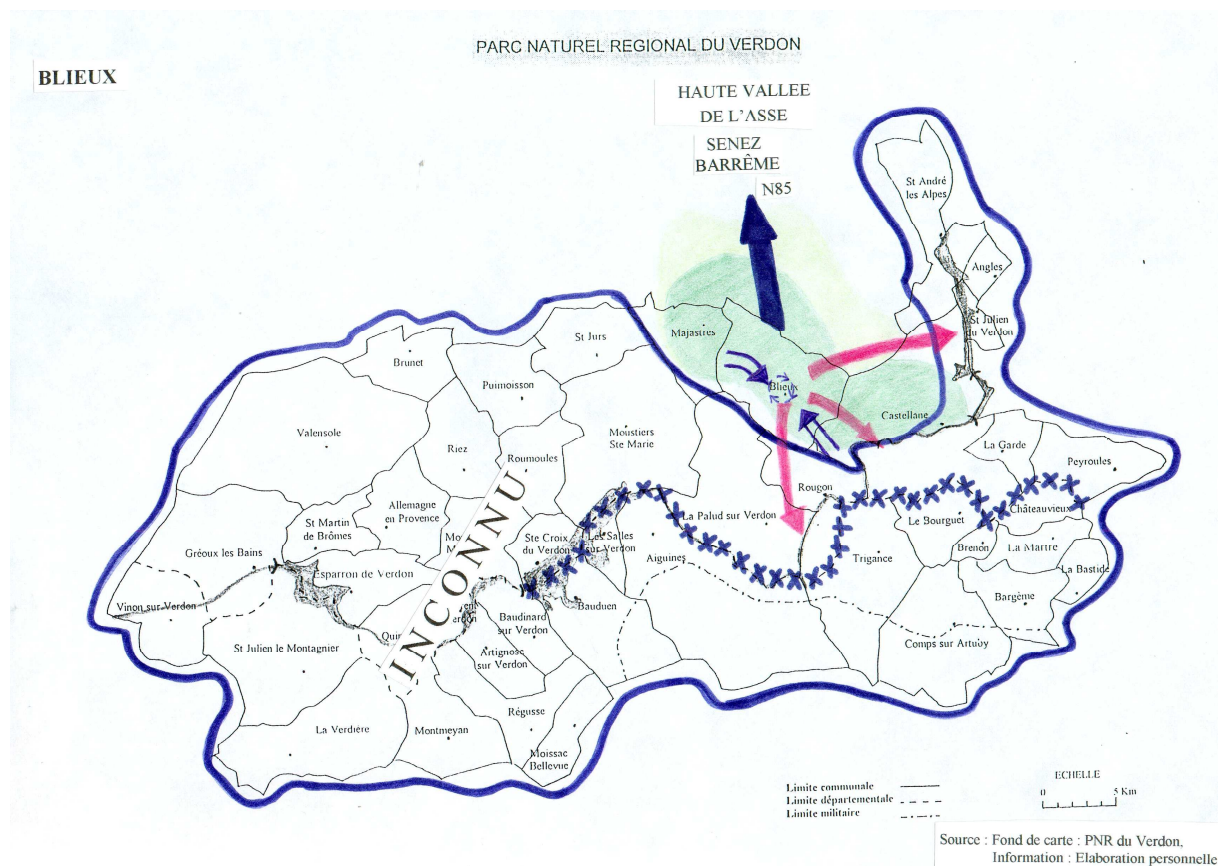 PARC NATUREL REGIONAL DU VERDON
BLIEUX
HAUTE VALLEE
DE L'ASSE
SENEZ
BARRÊME
N85
St André
les Alpes
Angles
St Julien
du Verdon
Majastres
St Jurs
Brunet
Puimoisson
Blieux
Castellane
Valensole
Moustiers
Ste Marie
La Garde
Riez
Roumoules
Peyroules
Rougon
Allemagne
en Provence
La Palud sur Verdon
Châteauvieux
Le Bourguet
St Martin
de Brômes
Ste Croix
du Verdon
Les Salles
sur Verdon
Gréoux les Bains
Aiguines
Trigance
Brenon
La Martre
La Bastide
Esparron de Verdon
INCONNU
Bargème
Vinon sur Verdon
Bauduen
Baudinard
sur Verdon
Comps sur Artuby
St Julien le Montagnier
Artignosc
sur Verdon
Régusse
La Verdière
Montmeyan
Moissac
Bellevue
Limite communale
Limite départementale
Limite militaire
ECHELLE
0 5 Km
Source : Fond de carte : PNR du Verdon,
Information : Elaboration personnelle